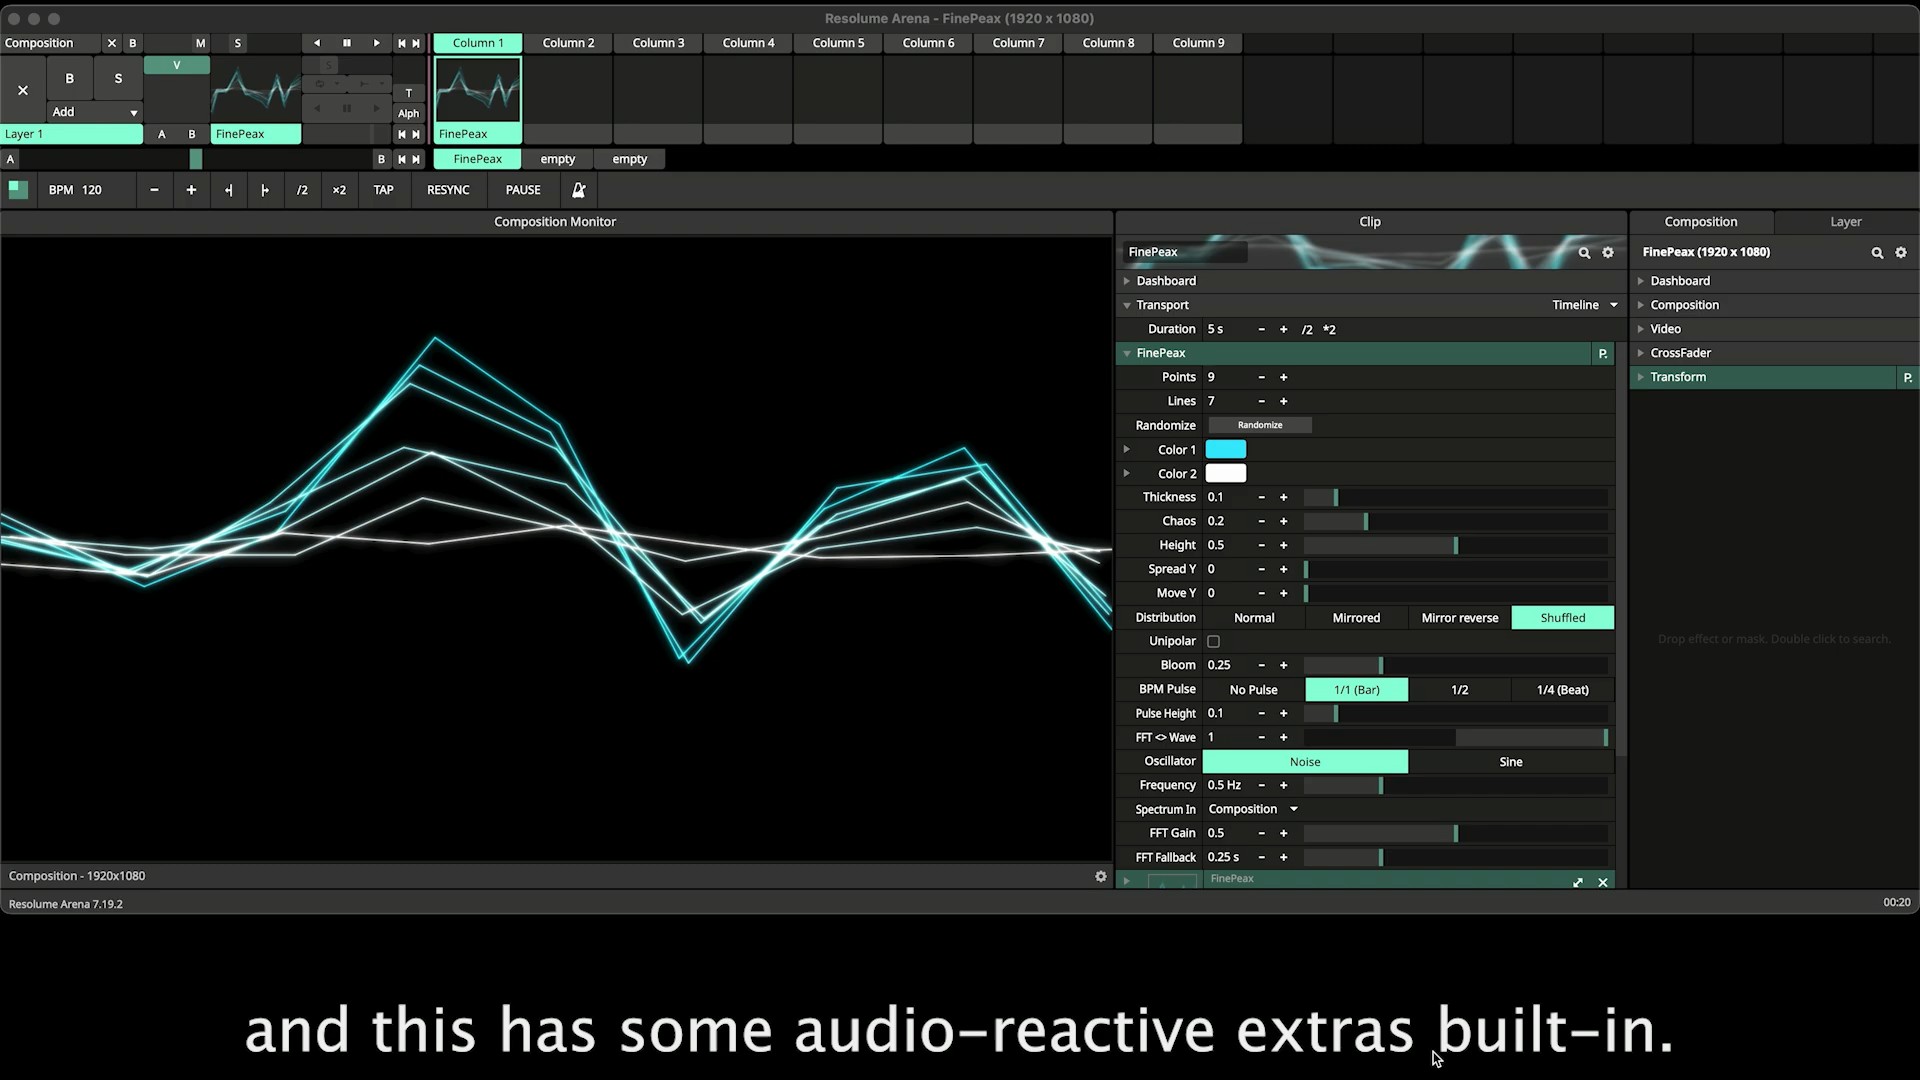 Resolume Arena - FinePeax (1920 x 1080)
Composition B M S Column 1 Column 2 Column 3 Column 4 Column 5 Column 6 Column 7 Column 8 Column 9
V S
B S
T
Add Alph
Layer 1 A B FinePeax FinePeax
A B FinePeax empty empty
BPM 120 - + /2 ×2 TAP RESYNC PAUSE
Composition Monitor
Clip
Composition Layer
FinePeax
FinePeax (1920 x 1080)
Dashboard
Dashboard
Transport Timeline
Composition
Duration 5 s - + /2 *2
Video
FinePeax P.
CrossFader
Points 9 - +
Transform P.
Lines 7 - +
Randomize Randomize
Color 1
Color 2
Thickness 0.1 - +
Chaos 0.2 - +
Height 0.5 - +
Spread Y 0 - +
Move Y 0 - +
Distribution Normal Mirrored Mirror reverse Shuffled
Unipolar
Drop effect or mask. Double click to search.
Bloom 0.25 - +
BPM Pulse No Pulse 1/1 (Bar) 1/2 1/4 (Beat)
Pulse Height 0.1 - +
FFT <> Wave 1 - +
Oscillator Noise Sine
Frequency 0.5 Hz - +
Spectrum In Composition
FFT Gain 0.5 - +
FFT Fallback 0.25 s - +
FinePeax
Composition - 1920x1080
Resolume Arena 7.19.2
00:20
and this has some audio-reactive extras built-in.